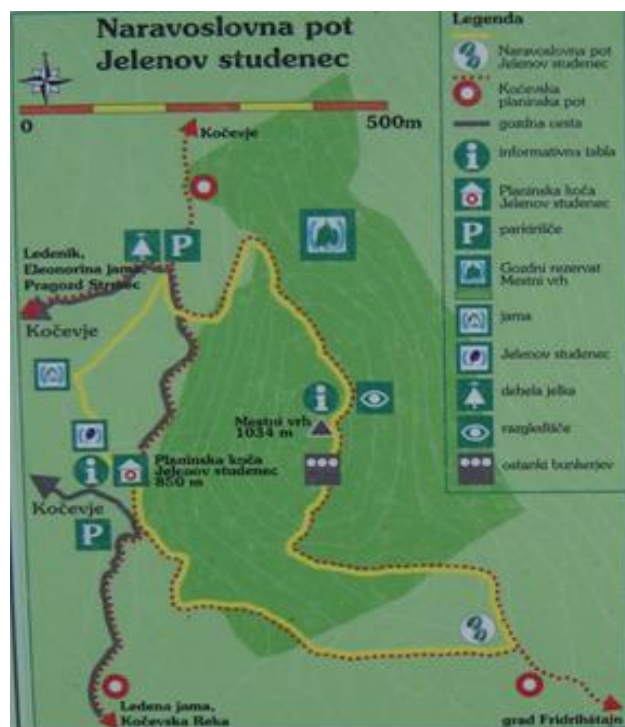 Naravoslovna pot
Jelenov studenec
0
500m
Kočevje
P
Ledenik,
Eleonorina jama,
Pragozd Strmec
Kočevje
i
Mestni vrh
1034 m
i
Planinska koča
Jelenov studenec
850 m
Kočevje
P
Ledena jama,
Kočevska Reka
grad Fridrihštajn
Legenda
Naravoslovna pot
Jelenov studenec
Kočevska
planinska pot
gozdna cesta
i
informativna tabla
Planinska koča
Jelenov studenec
P
parkirišče
Gozdni rezervat
Mestni vrh
jama
Jelenov studenec
debela jelka
razgledišče
ostanki bunkerjev